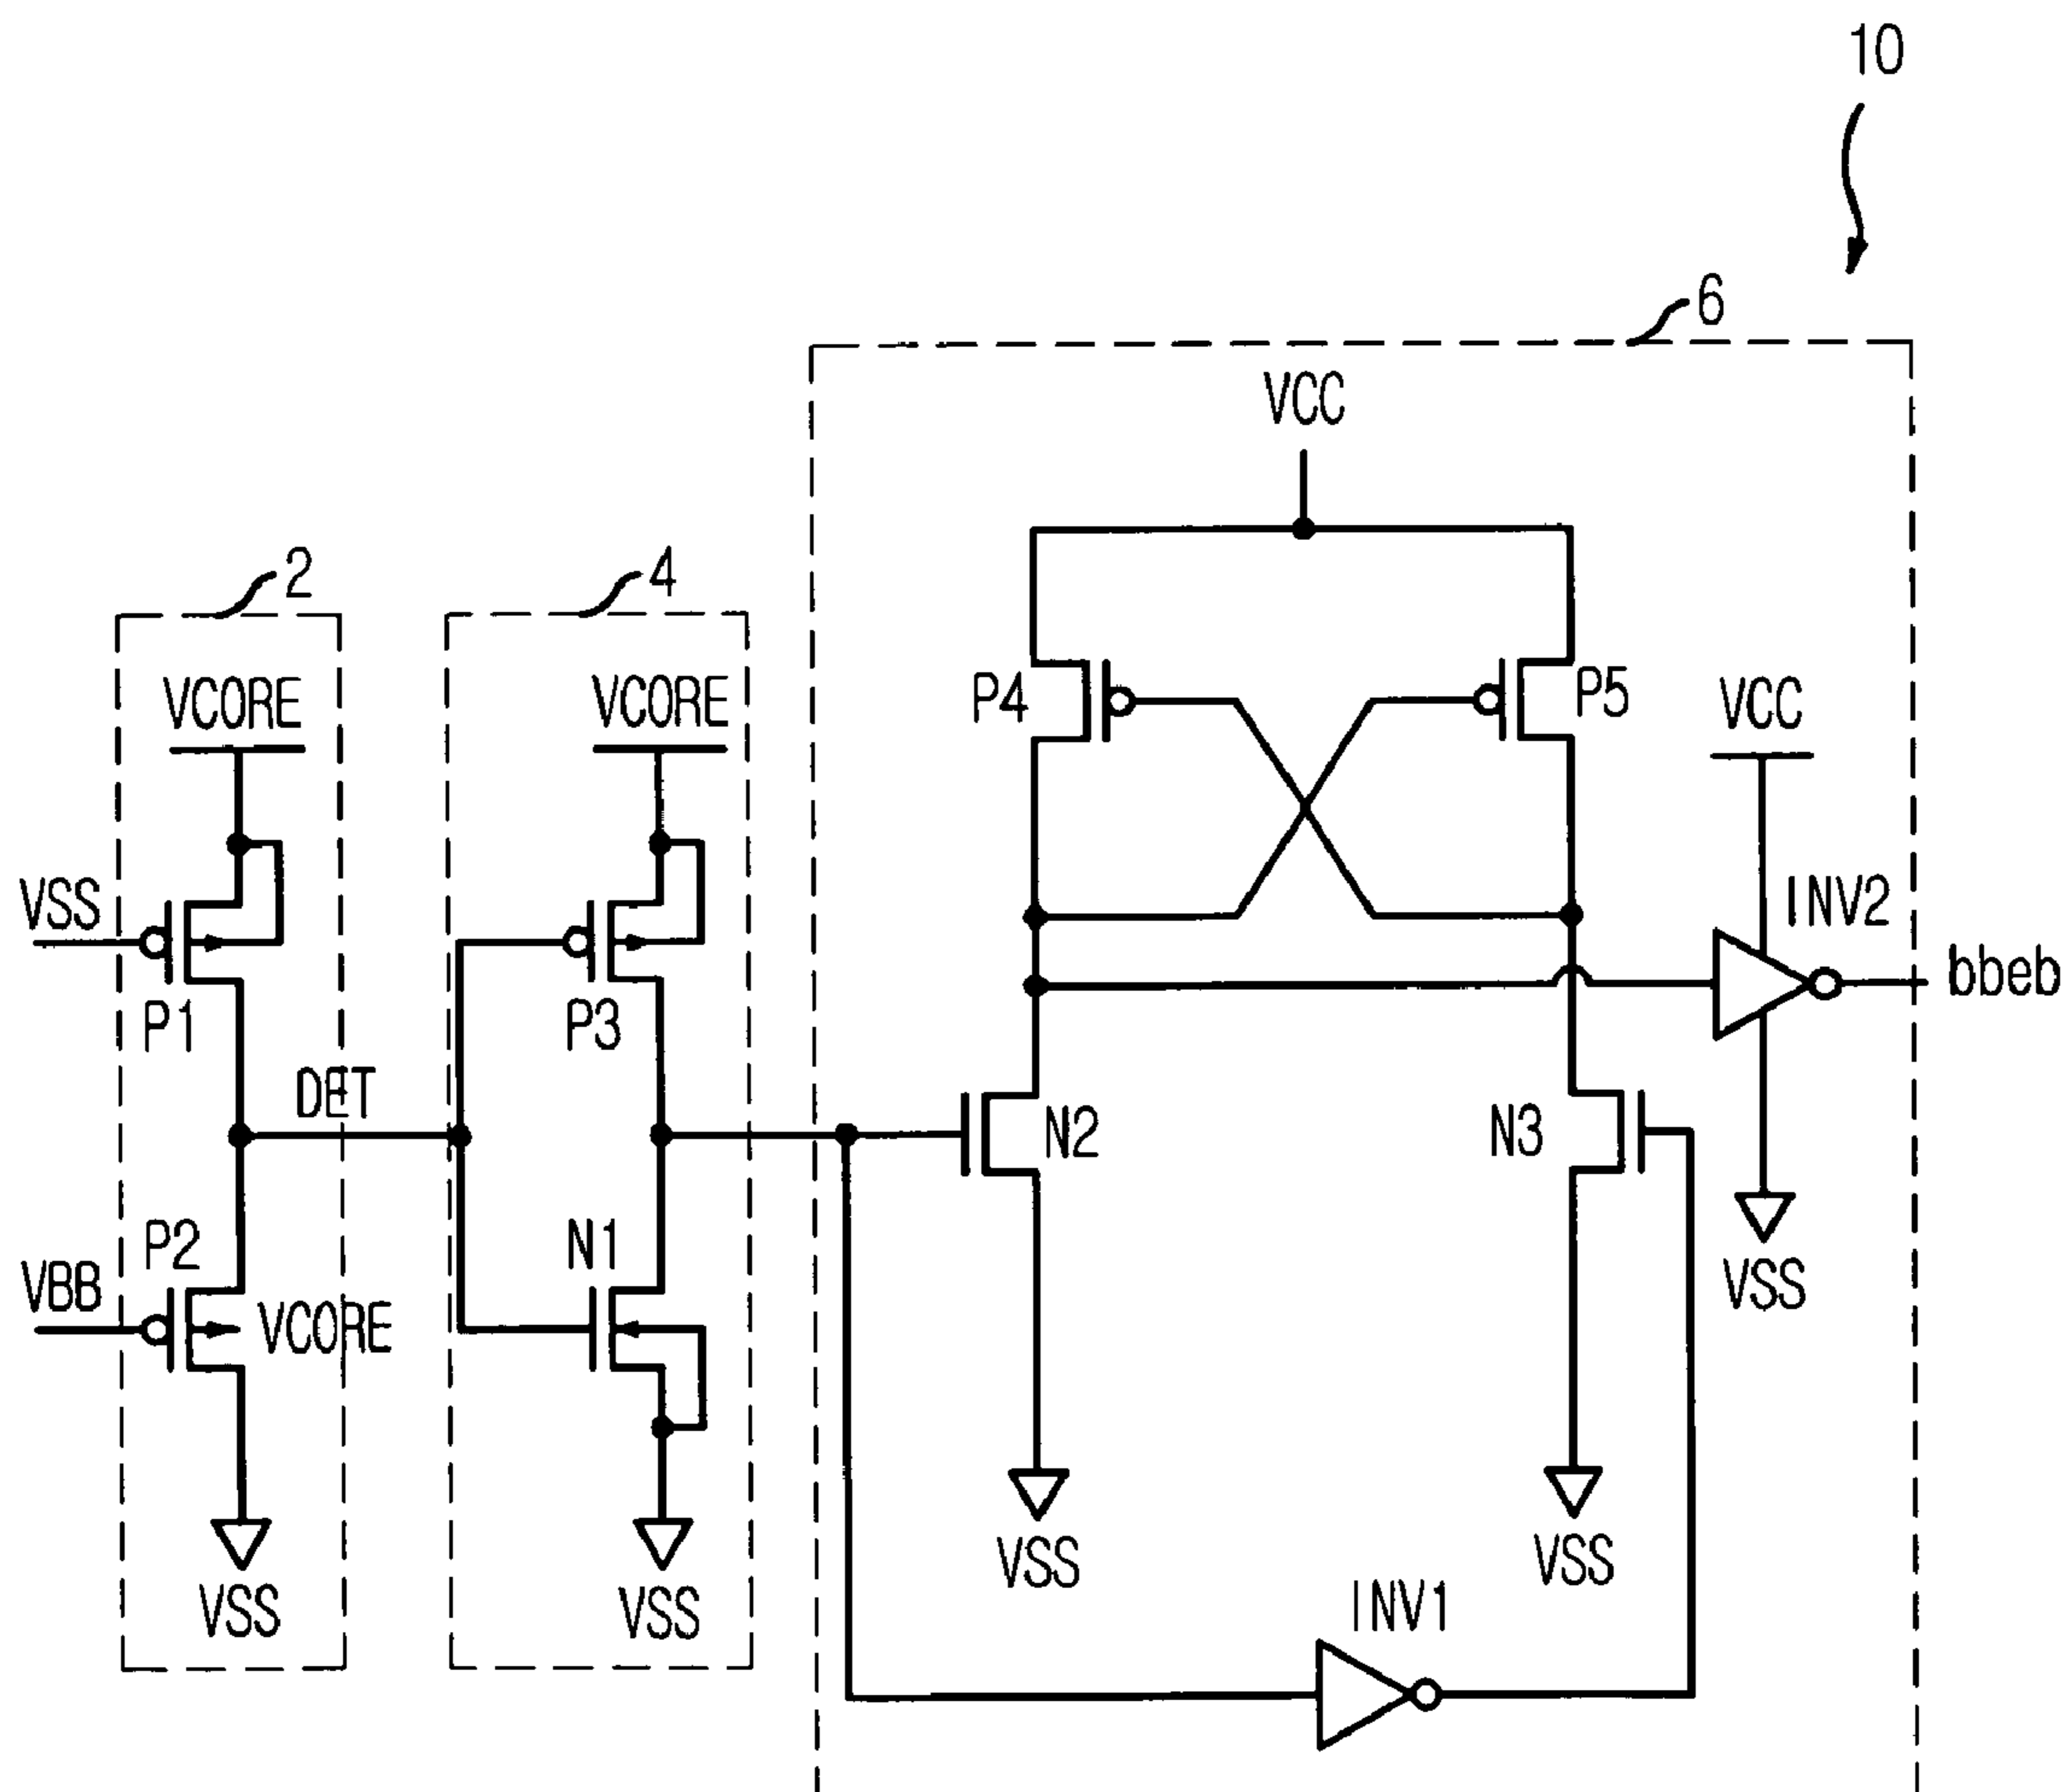 10
6
VCC
2
4
VCORE
VCORE
P4
P5
VCC
VSS
INV2
P1
P3
bbeb
DET
N2
N3
P2
N1
VBB
VCORE
VSS
VSS
VSS
VSS
VSS
INV1